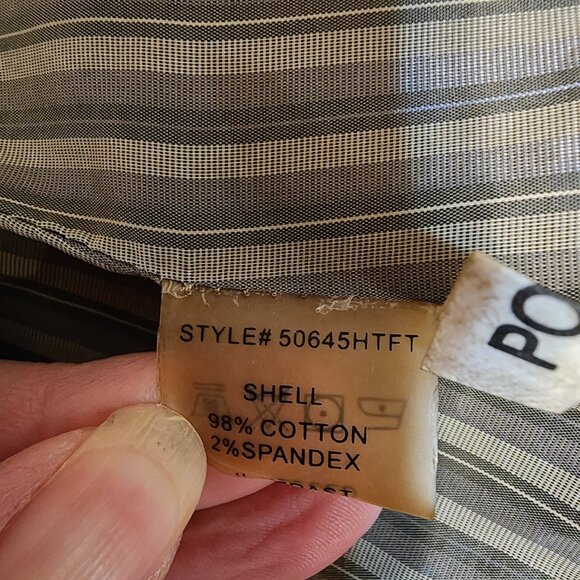 STYLE# 50645HTFT
PO
SHELL
98% COTTON
2%SPANDEX